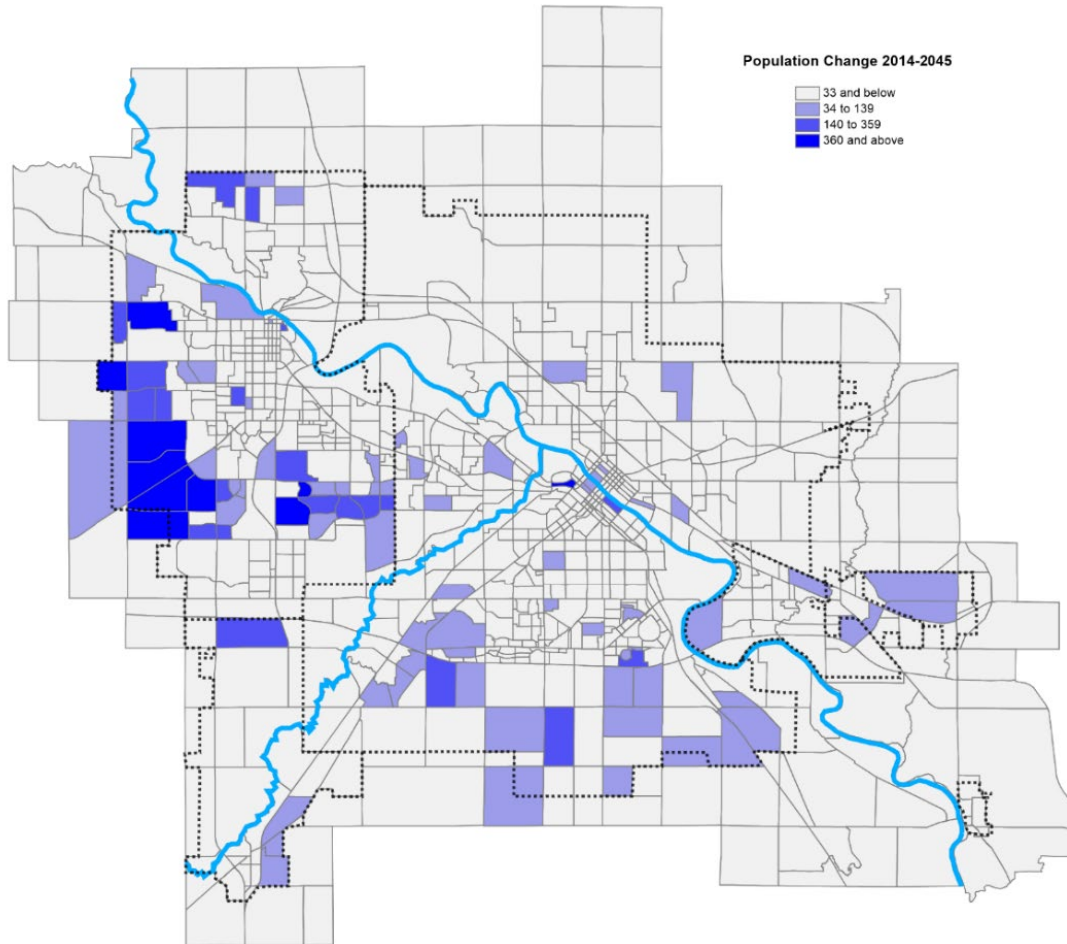 Population Change 2014-2045
33 and below
34 to 139
140 to 359
360 and above